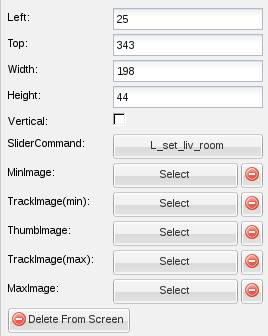 Left: 25
Top: 343
Width: 198
Height: 44
Vertical:
SliderCommand: L_set_liv_room
MinImage: Select
TrackImage(min): Select
ThumbImage: Select
TrackImage(max): Select
MaxImage: Select
Delete From Screen